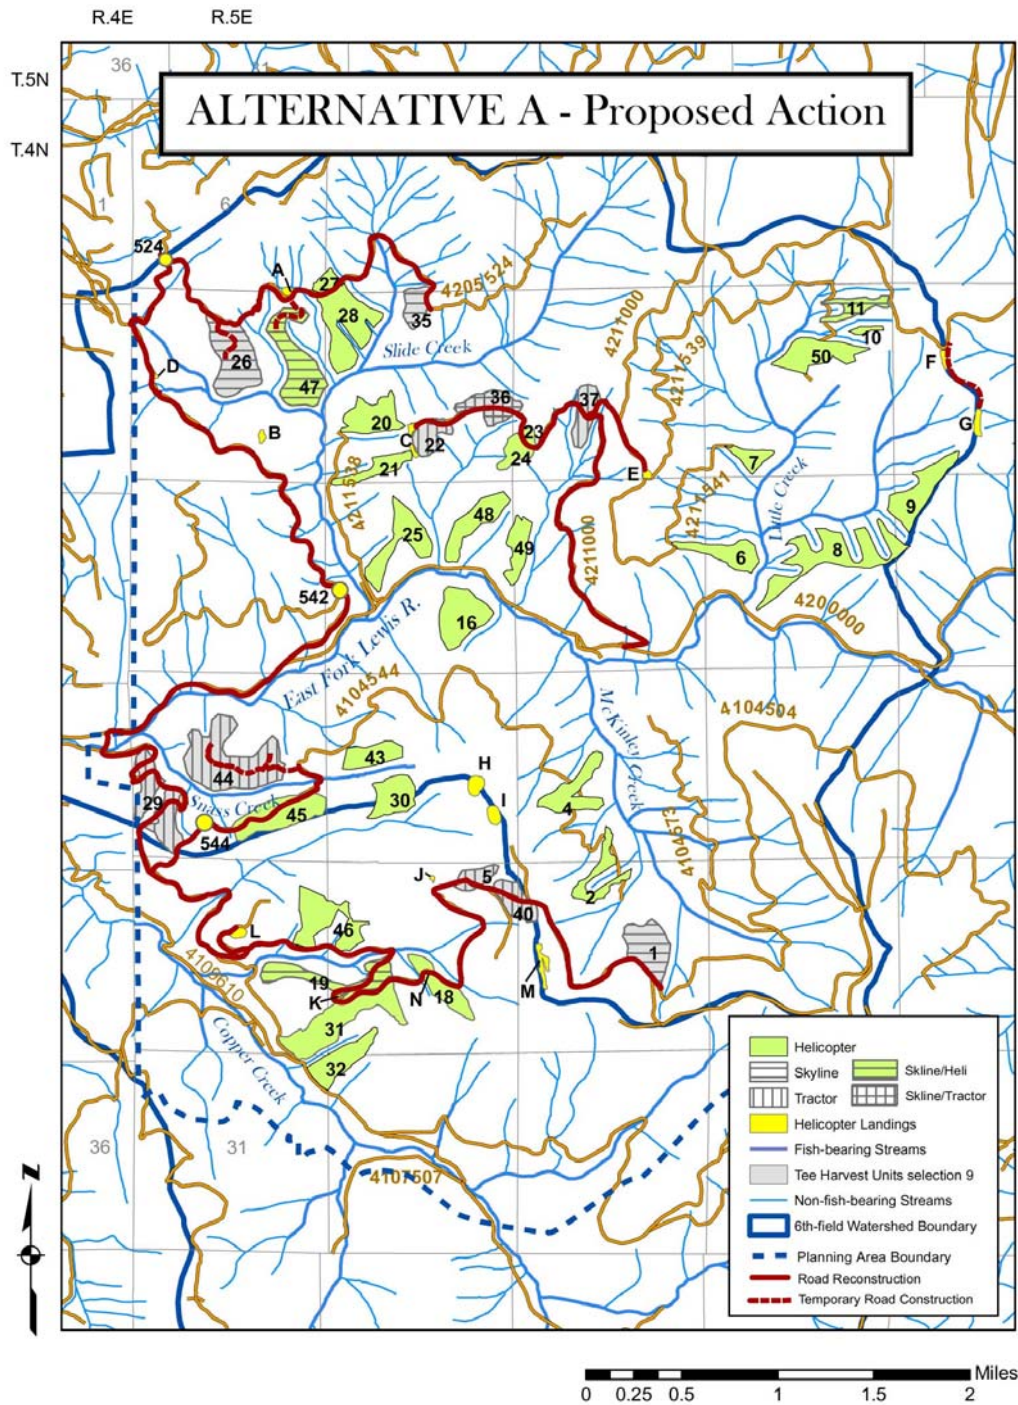 R.4E R.5E
T.5N
36
31
ALTERNATIVE A - Proposed Action
T.4N
1
6
524
A
27
4205524
28
35
4211000
11
10
50
F
Slide Creek
4211539
26
47
D
20
36
37
B
C
22
23
G
21
24
E
7
4211538
4211541
Little Creek
9
25
48
49
4211000
6
8
542
16
4200000
East Fork Lewis R.
4104544
McKinley Creek
4104504
43
44
H
30
I
29
Snass Creek
45
4
544
4104573
J
5
2
40
46
L
1
4109610
19
K
N
18
M
31
Copper Creek
32
36
31
4107507
Helicopter
Skyline
Skline/Heli
Tractor
Skline/Tractor
Helicopter Landings
Fish-bearing Streams
Tee Harvest Units selection 9
Non-fish-bearing Streams
6th-field Watershed Boundary
Planning Area Boundary
Road Reconstruction
Temporary Road Construction
Z
Miles
0 0.25 0.5 1 1.5 2